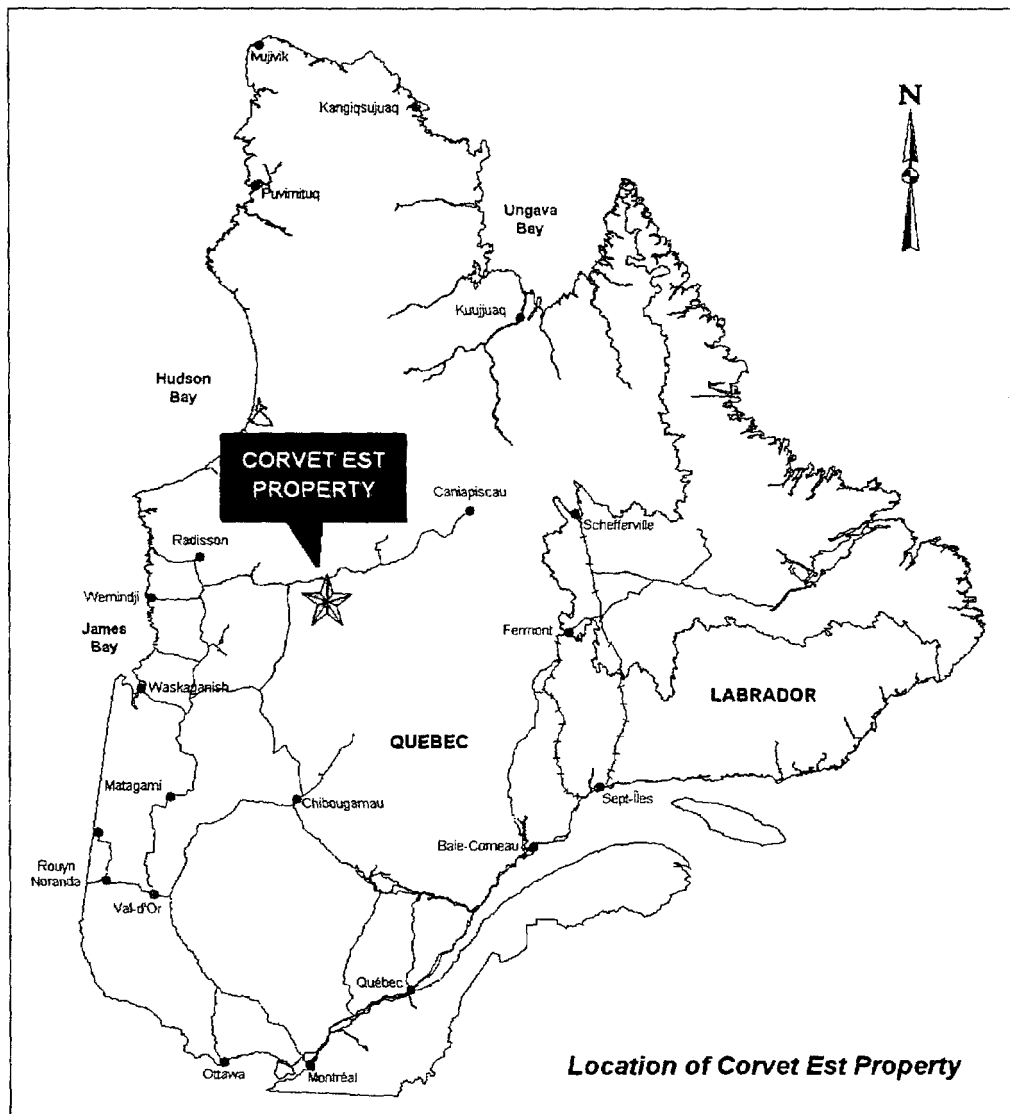 Ivujivik
Kangiqsujuaq
N
Puvirnituq
Ungava
Bay
Kuujjuaq
Hudson
Bay
CORVET EST
PROPERTY
Caniapiscau
Schefferville
Radisson
Wemindji
James
Bay
Fermont
Waskaganish
LABRADOR
QUEBEC
Matagami
Chibougamau
Sept-Îles
Baie-Comeau
Rouyn
Noranda
Val-d'Or
Québec
Ottawa
Montréal
Location of Corvet Est Property